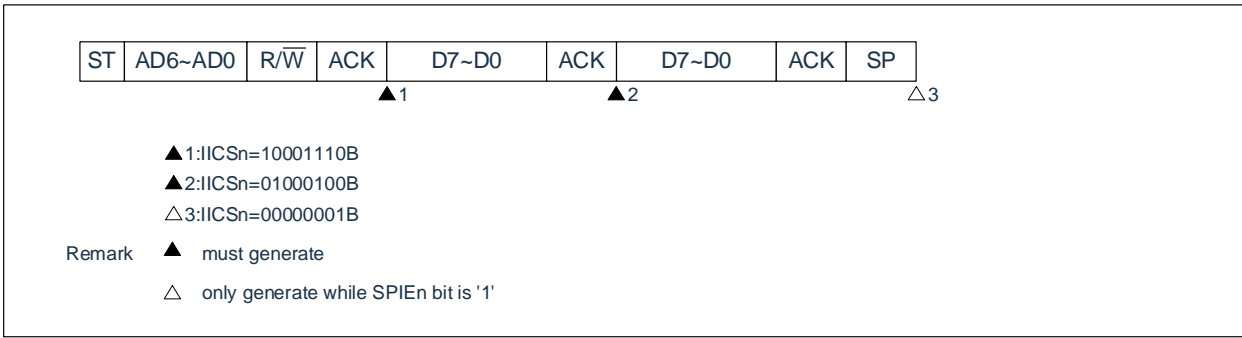 ST AD6~AD0 R/W̅ ACK D7~D0 ACK D7~D0 ACK SP
▲1 ▲2 △3
▲1:IICSn=10001110B
▲2:IICSn=01000100B
△3:IICSn=00000001B
Remark ▲ must generate
△ only generate while SPIEn bit is '1'